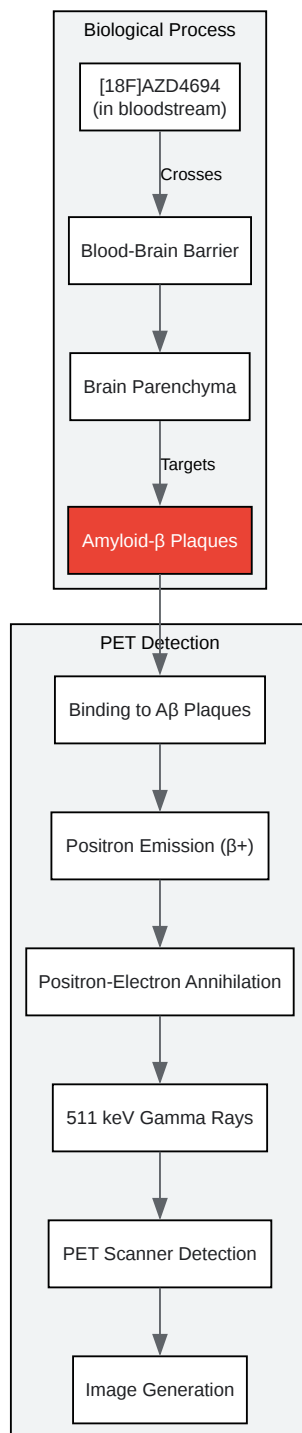 Biological Process
[18F]AZD4694
(in bloodstream)
Crosses
Blood-Brain Barrier
Brain Parenchyma
Targets
Amyloid-β Plaques
PET Detection
Binding to Aβ Plaques
Positron Emission (β+)
Positron-Electron Annihilation
511 keV Gamma Rays
PET Scanner Detection
Image Generation